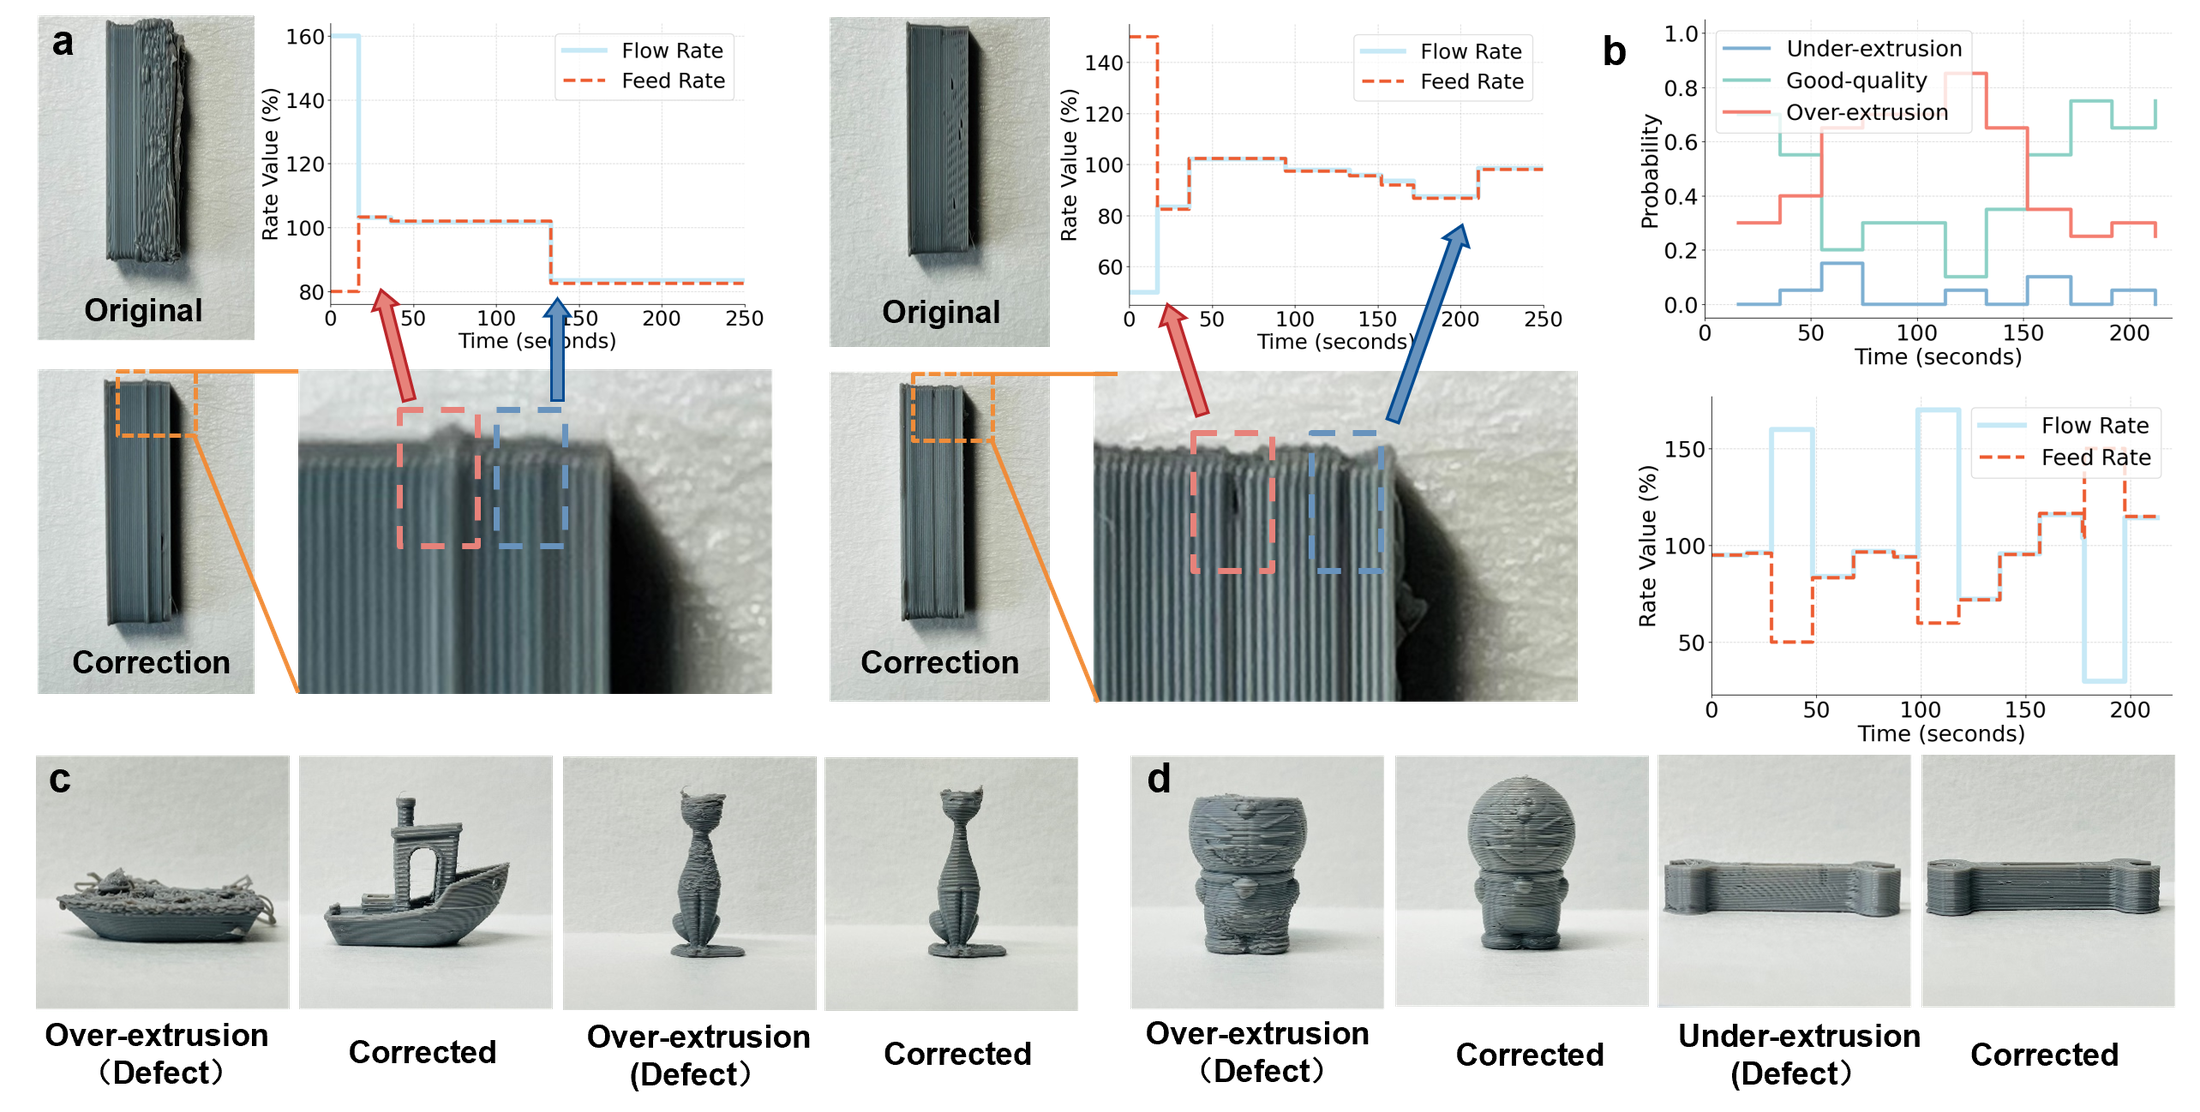 a
160
140
120
100
80
Rate Value (%)
0
50
100
150
200
250
Time (seconds)
Flow Rate
Feed Rate
Original
140
120
100
80
60
Rate Value (%)
0
50
100
150
200
250
Time (seconds)
Flow Rate
Feed Rate
Original
Correction
Correction
b
1.0
0.8
0.6
0.4
0.2
0.0
Probability
Under-extrusion
Good-quality
Over-extrusion
0
50
100
150
200
Time (seconds)
150
100
50
Rate Value (%)
Flow Rate
Feed Rate
0
50
100
150
200
Time (seconds)
c
Over-extrusion
（Defect）
Corrected
Over-extrusion
(Defect）
Corrected
d
Over-extrusion
（Defect）
Corrected
Under-extrusion
(Defect）
Corrected